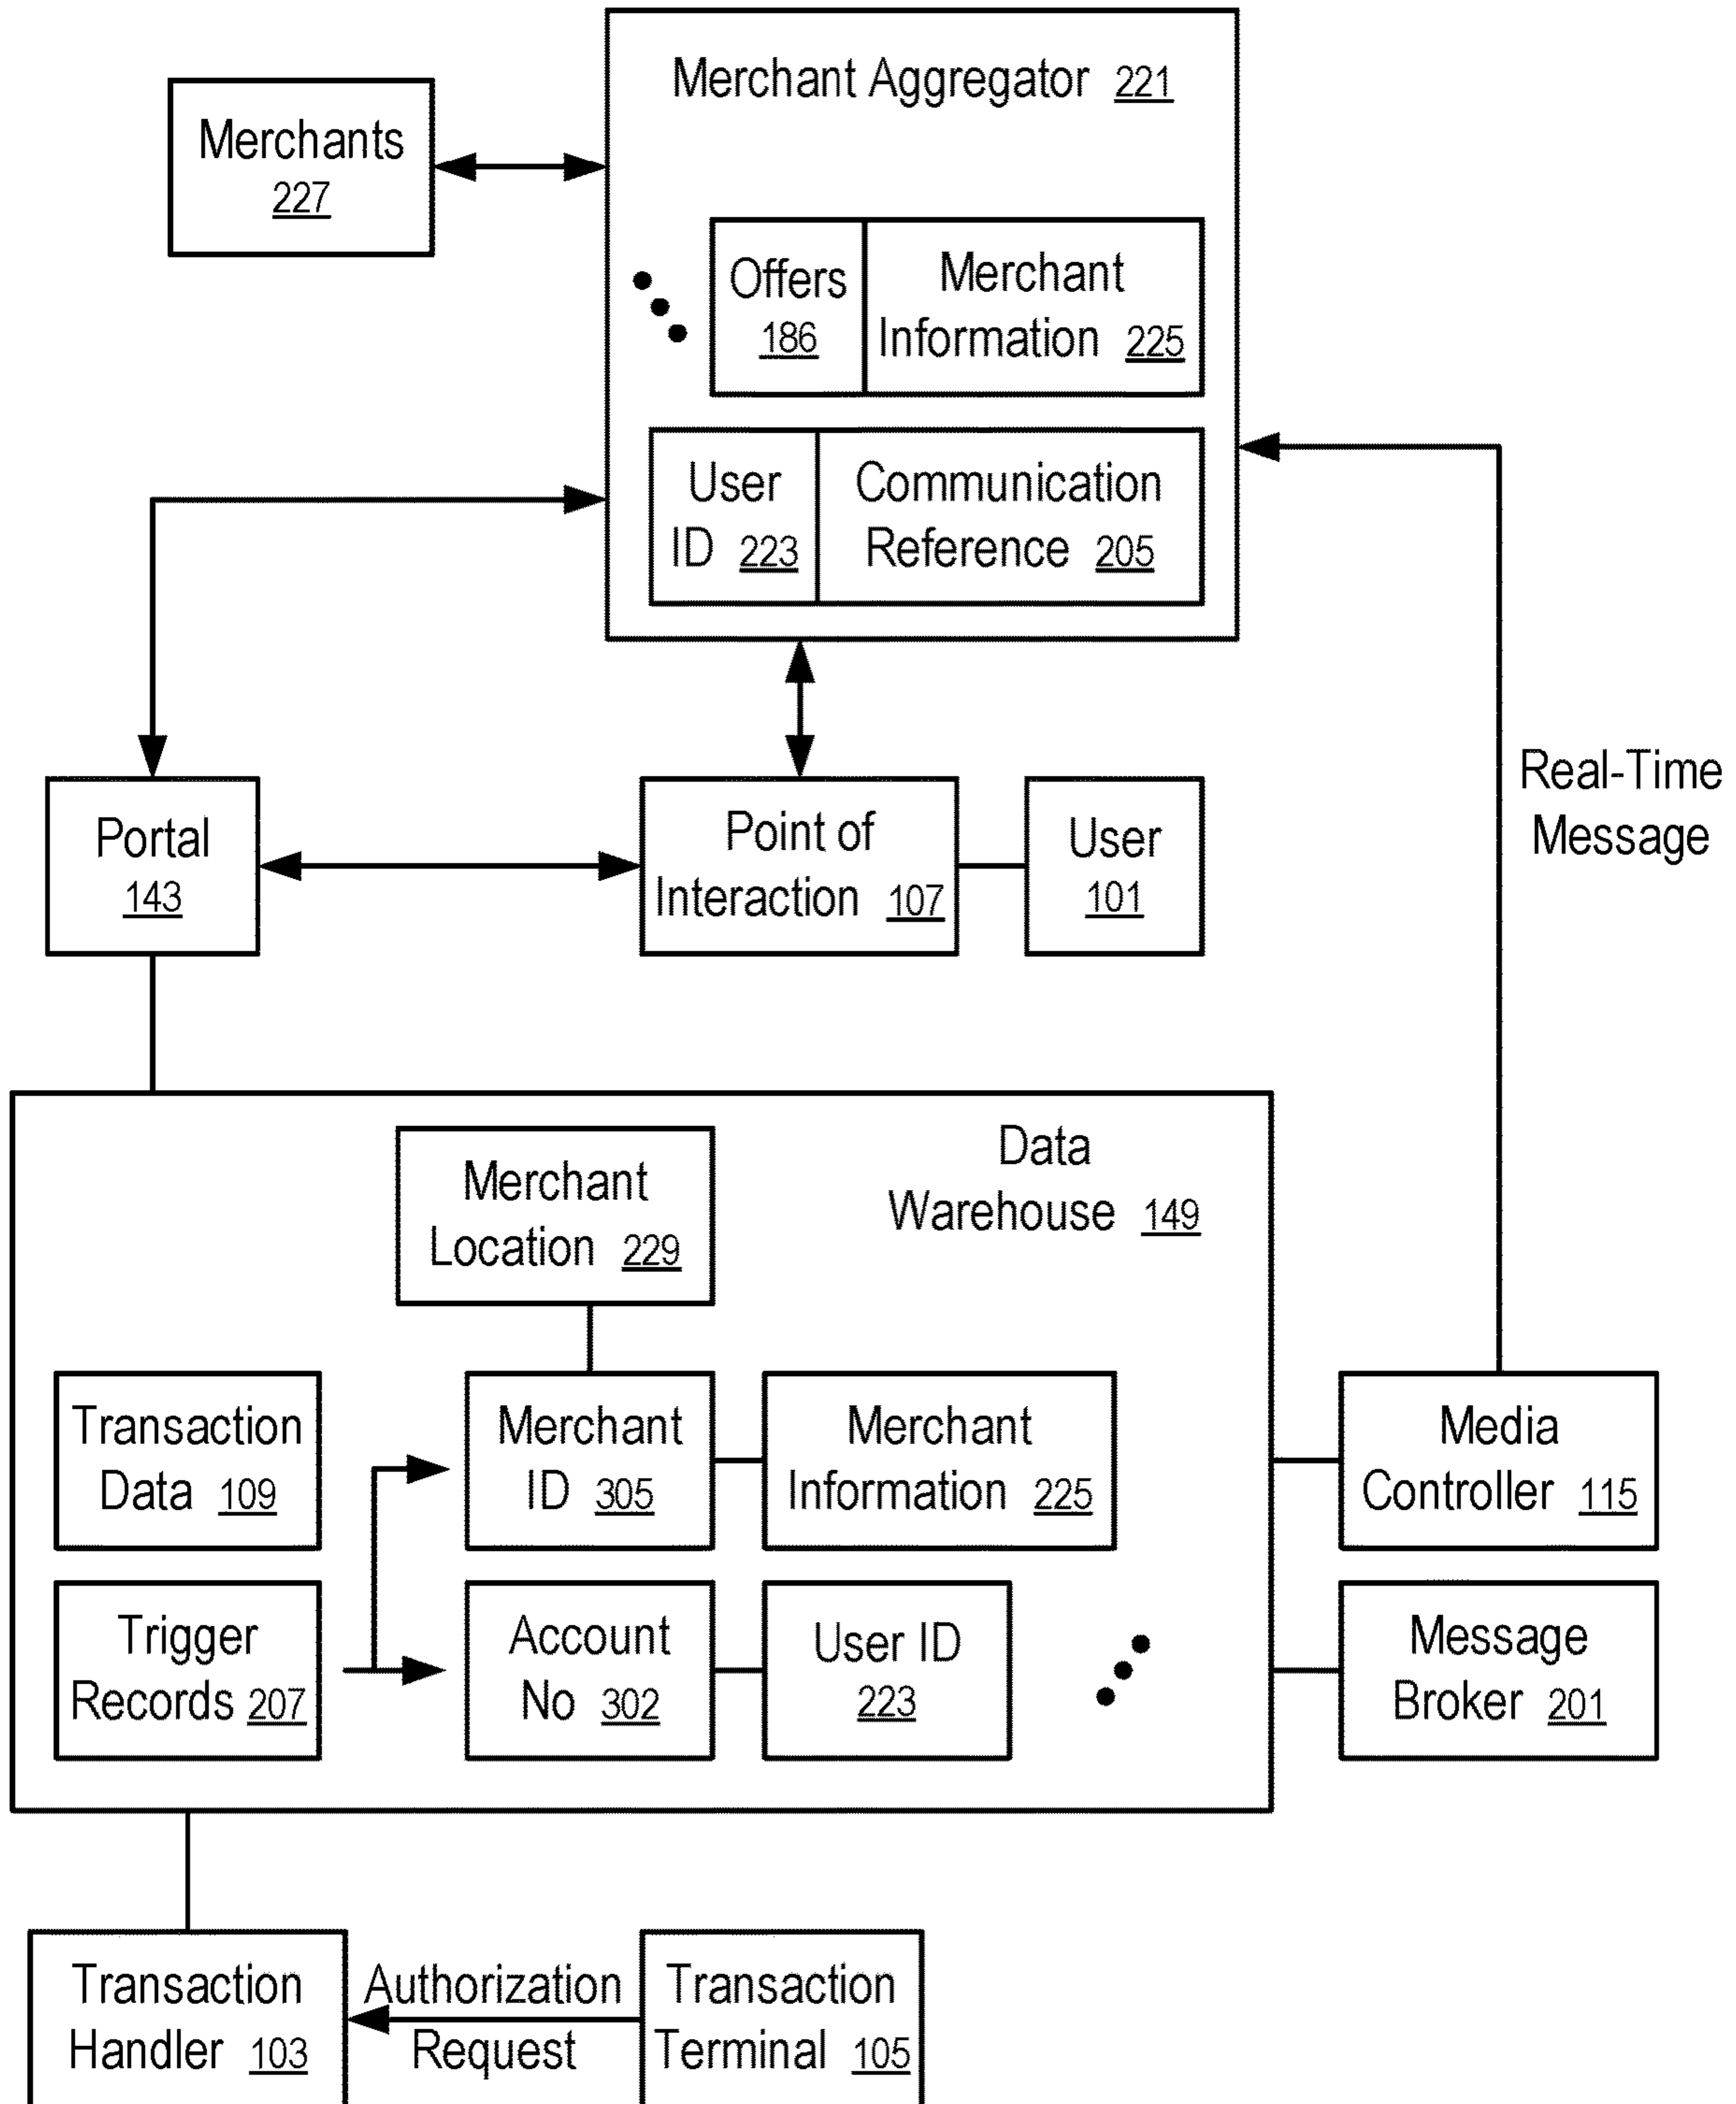 Merchant Aggregator 221
Merchants
227
Offers
186
Merchant
Information 225
User
ID 223
Communication
Reference 205
Real-Time
Message
Portal
143
Point of
Interaction 107
User
101
Data
Warehouse 149
Merchant
Location 229
Transaction
Data 109
Merchant
ID 305
Merchant
Information 225
Media
Controller 115
Trigger
Records 207
Account
No 302
User ID
223
Message
Broker 201
Transaction
Handler 103
Authorization
Request
Transaction
Terminal 105